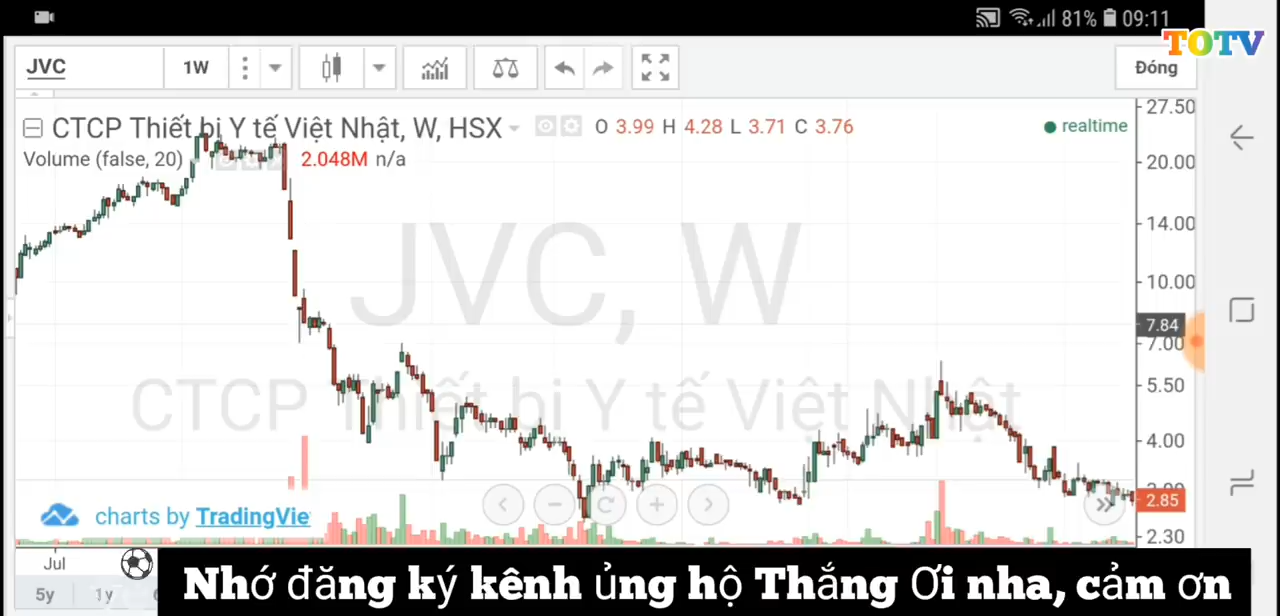 81% 09:11
TOTV
JVC 1W Đóng
CTCP Thiết bị Y tế Việt Nhật, W, HSX O 3.99 H 4.28 L 3.71 C 3.76 realtime
Volume (false, 20) 2.048M n/a
27.50
20.00
14.00
10.00
7.84
7.00
5.50
4.00
2.85
2.30
JVC, W
CTCP Thiết bị Y tế Việt Nhật
charts by TradingVie
Jul
5y 1y
Nhớ đăng ký kênh ủng hộ Thắng Ơi nha, cảm ơn